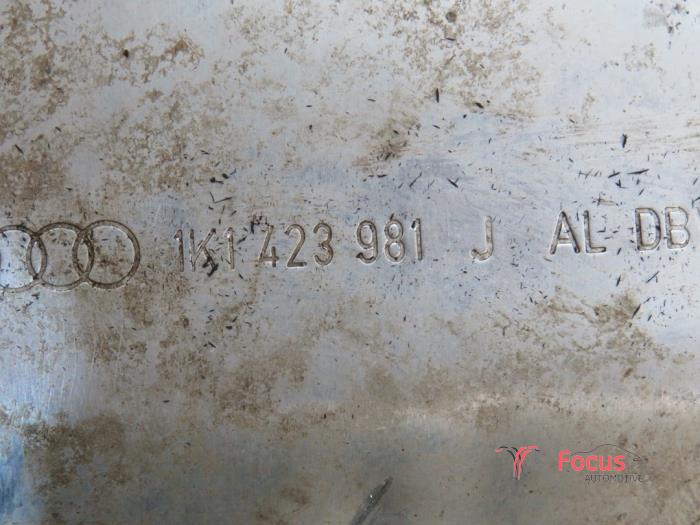 1K1 423 981 J AL DB
Focus
AUTOMOTIVE